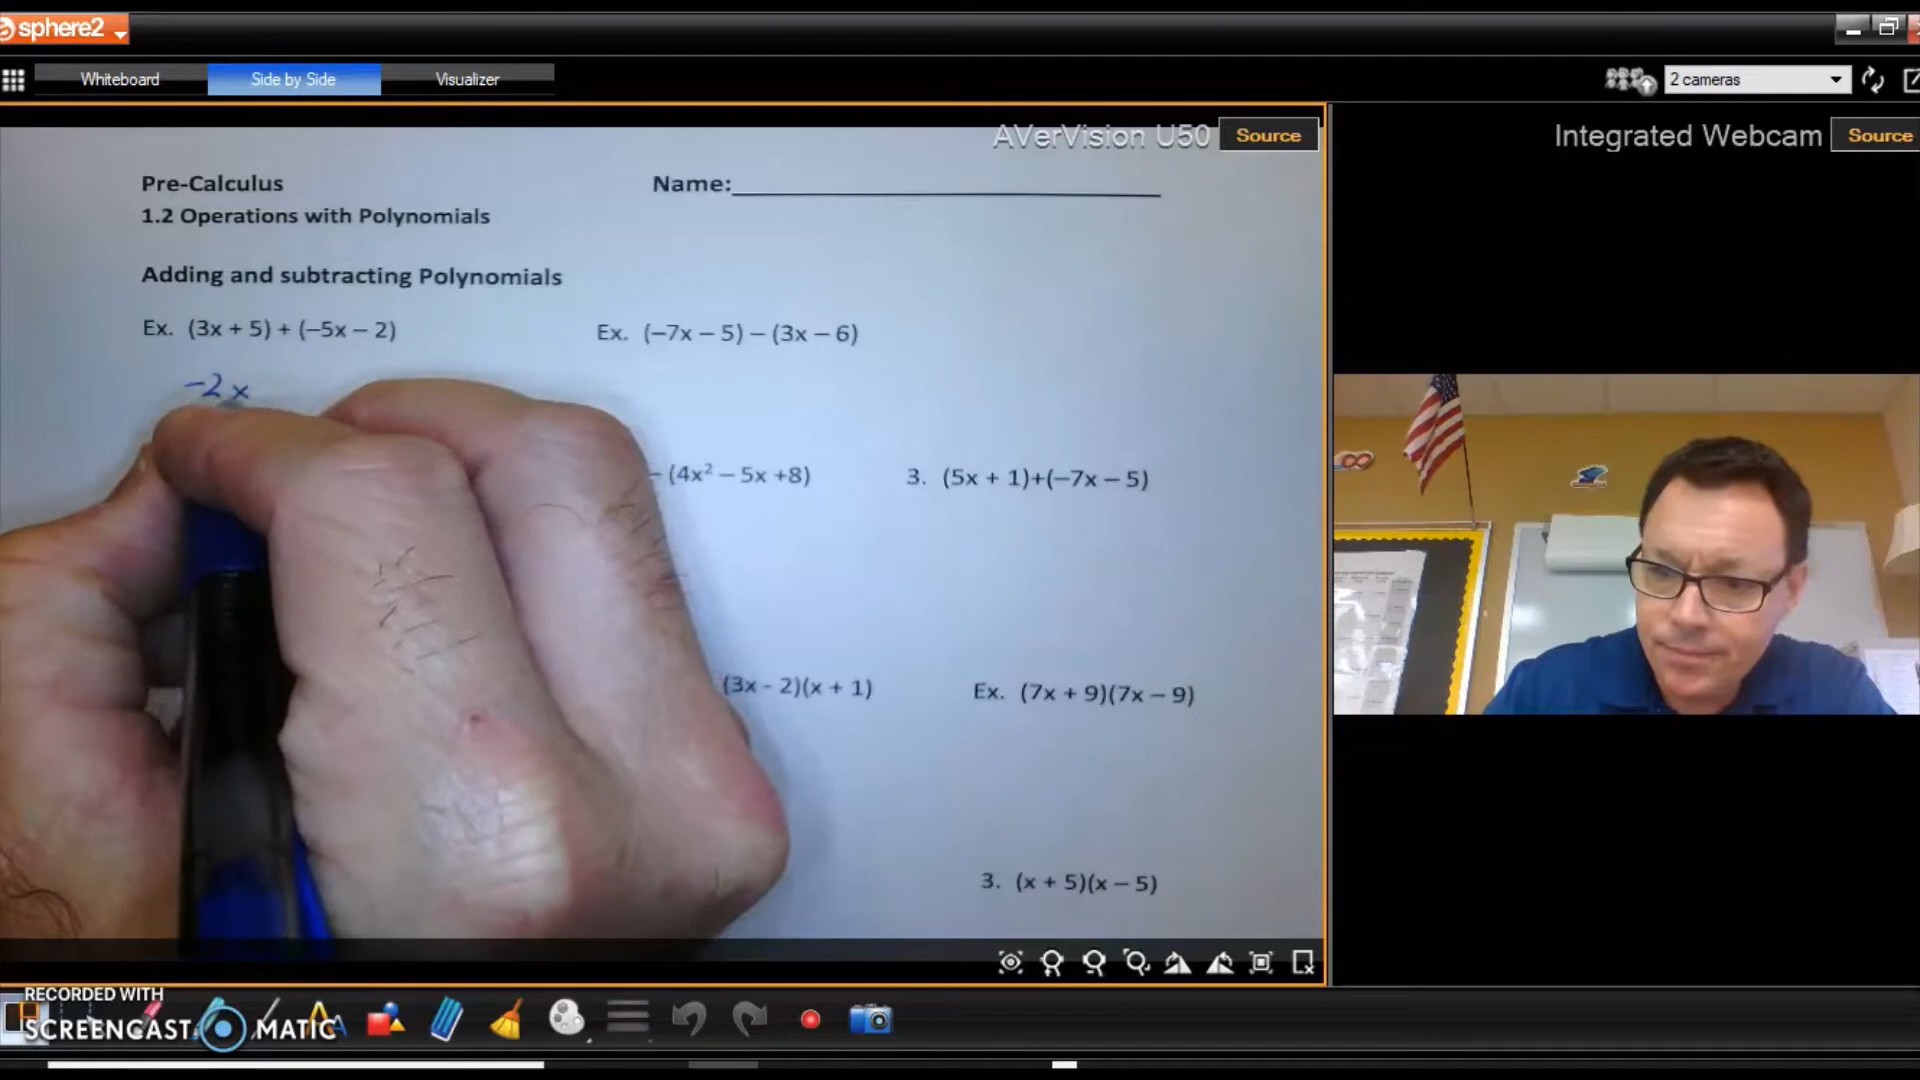 sphere2
Whiteboard Side by Side Visualizer 2 cameras
AVerVision U50 Source Integrated Webcam Source
Pre-Calculus Name:
1.2 Operations with Polynomials
Adding and subtracting Polynomials
Ex. (3x + 5) + (−5x − 2) Ex. (−7x − 5) − (3x − 6)
-2x
− (4x² − 5x +8) 3. (5x + 1)+(−7x − 5)
(3x - 2)(x + 1) Ex. (7x + 9)(7x − 9)
3. (x + 5)(x − 5)
RECORDED WITH
SCREENCAST MATIC